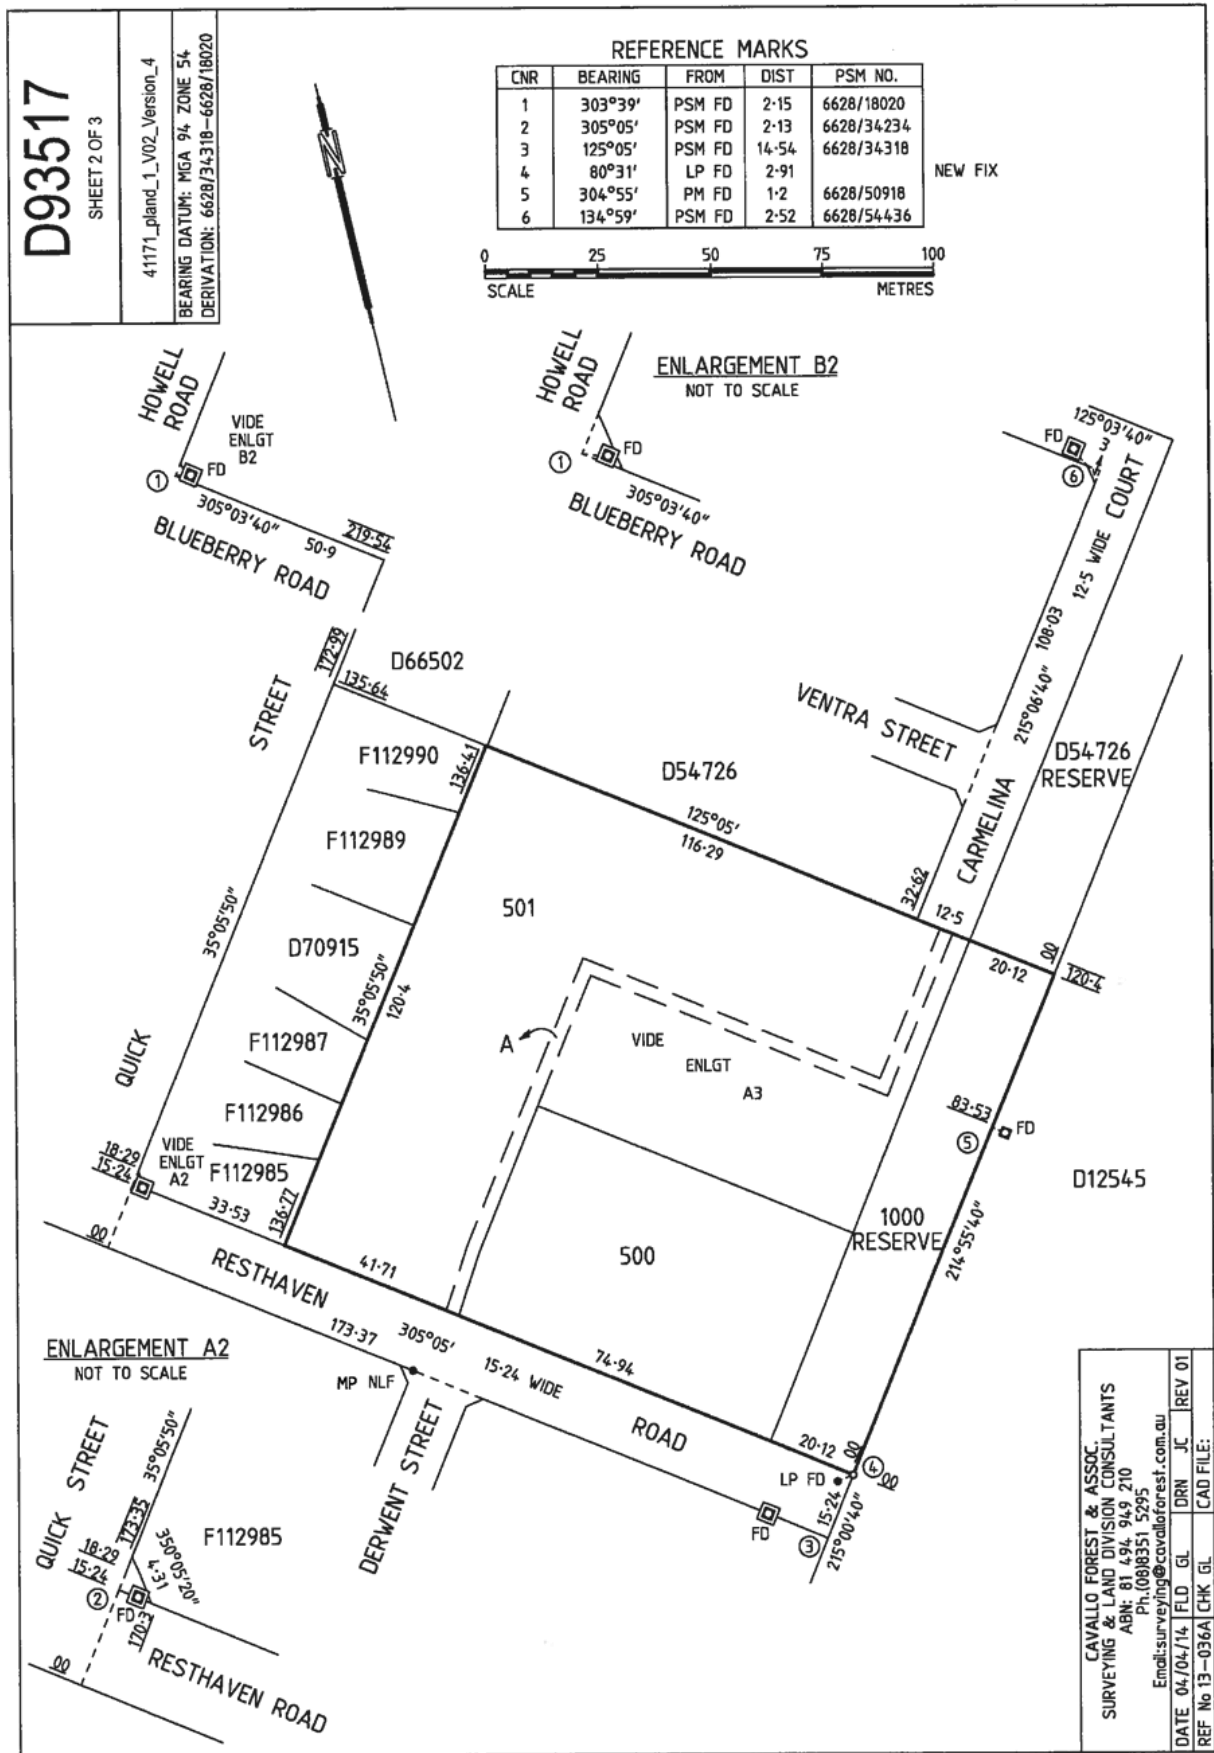 D93517
SHEET 2 OF 3
41171_pland_1_V02_Version_4
BEARING DATUM: MGA 94 ZONE 54
DERIVATION: 6628/34318-6628/18020
N
REFERENCE MARKS
CNR BEARING FROM DIST PSM NO.
1 303°39' PSM FD 2·15 6628/18020
2 305°05' PSM FD 2·13 6628/34234
3 125°05' PSM FD 14·54 6628/34318
4 80°31' LP FD 2·91 NEW FIX
5 304°55' PM FD 1·2 6628/50918
6 134°59' PSM FD 2·52 6628/54436
0 25 50 75 100
SCALE METRES
HOWELL
ROAD
VIDE
ENLGT
B2
1
FD
305°03'40"
50·9
219·54
BLUEBERRY ROAD
ENLARGEMENT B2
NOT TO SCALE
HOWELL
ROAD
1
FD
305°03'40"
BLUEBERRY ROAD
125°03'40"
FD
3
6
12·5 WIDE
COURT
108·03
215°06'40"
CARMELINA
VENTRA STREET
D54726
RESERVE
172·99
D66502
135·64
STREET
F112990
136·41
D54726
125°05'
116·29
F112989
32·62
12·5
501
35°05'50"
D70915
35°05'50"
120·4
20·12
00
120·4
A
VIDE
ENLGT
A3
QUICK
F112987
F112986
83·53
5
FD
D12545
18·29
15·24
VIDE
ENLGT
A2
F112985
33·53
136·77
00
1000
RESERVE
214°55'40"
500
RESTHAVEN
41·71
173·37
305°05'
15·24 WIDE
74·94
ROAD
20·12
00
4
00
MP NLF
DERWENT STREET
LP FD
15·24
215°00'40"
FD
3
ENLARGEMENT A2
NOT TO SCALE
QUICK STREET
35°05'50"
173·35
18·29
15·24
F112985
350°05'20"
4·31
2
FD
170·3
00
RESTHAVEN ROAD
CAVALLO FOREST & ASSOC.
SURVEYING & LAND DIVISION CONSULTANTS
ABN: 81 494 949 210
Ph.(08)8351 5295
Email:surveying@cavalloforest.com.au
DATE 04/04/14 FLD GL DRN JC REV 01
REF No 13-036A CHK GL CAD FILE: